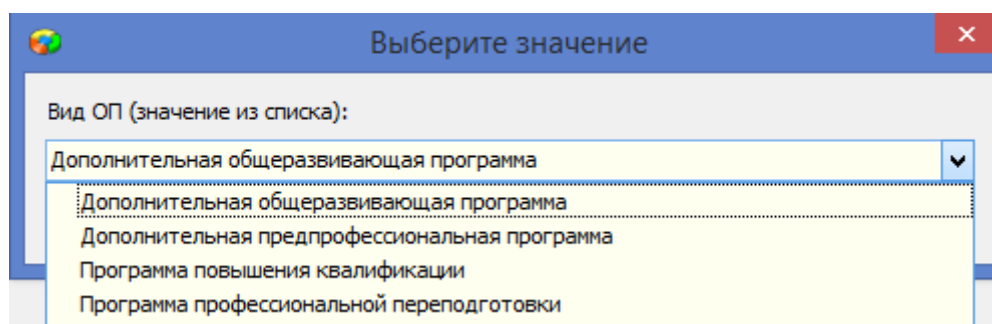 Выберите значение
Вид ОП (значение из списка):
Дополнительная общеразвивающая программа
Дополнительная общеразвивающая программа
Дополнительная предпрофессиональная программа
Программа повышения квалификации
Программа профессиональной переподготовки